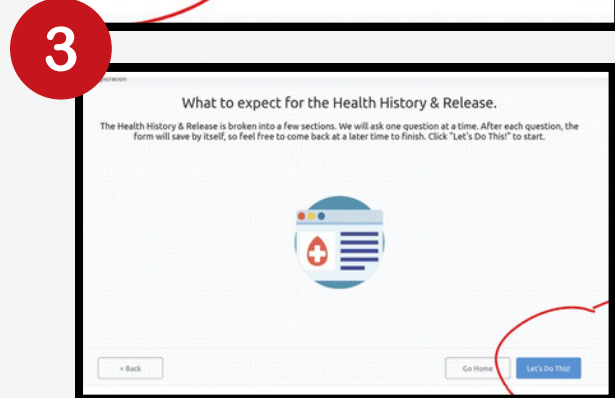 3
What to expect for the Health History & Release.
The Health History & Release is broken into a few sections. We will ask one question at a time. After each question, the
form will save by itself, so feel free to come back at a later time to finish. Click "Let's Do This!" to start.
< Back
Go Home
Let's Do This!